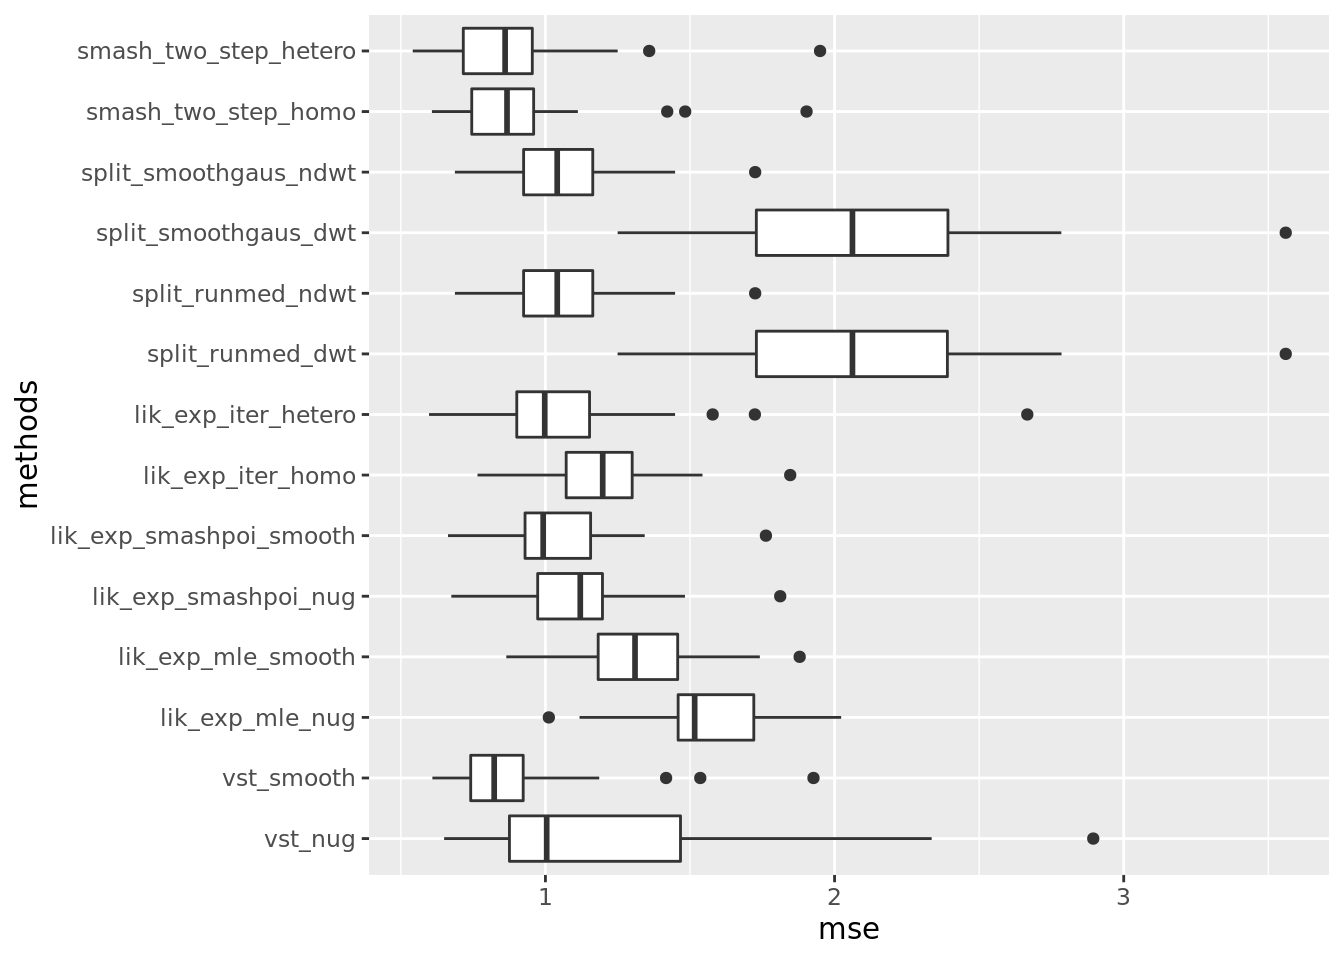 smash_two_step_hetero
smash_two_step_homo
split_smoothgaus_ndwt
split_smoothgaus_dwt
split_runmed_ndwt
split_runmed_dwt
lik_exp_iter_hetero
lik_exp_iter_homo
lik_exp_smashpoi_smooth
lik_exp_smashpoi_nug
lik_exp_mle_smooth
lik_exp_mle_nug
vst_smooth
vst_nug
methods
1 2 3
mse